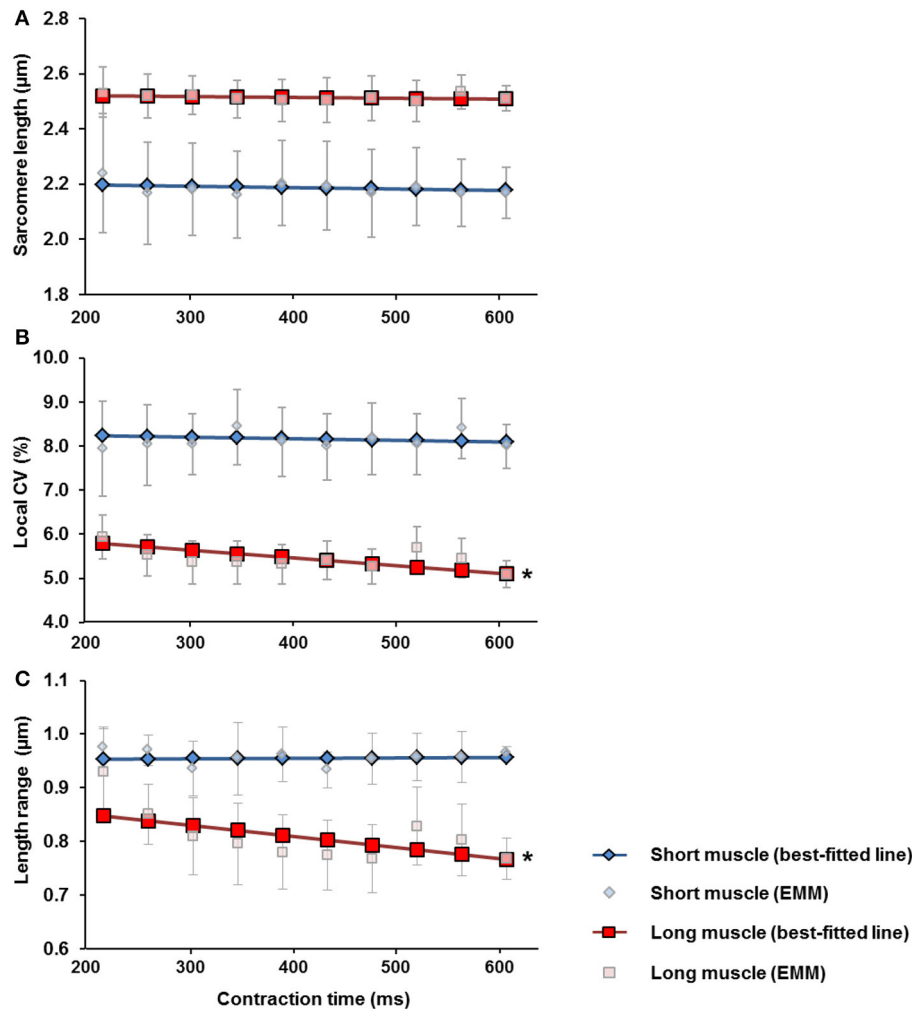 A
Sarcomere length (µm)
2.8
2.6
2.4
2.2
2.0
1.8
200 300 400 500 600
B
Local CV (%)
10.0
9.0
8.0
7.0
6.0
5.0
4.0
*
200 300 400 500 600
C
Length range (µm)
1.1
1.0
0.9
0.8
0.7
0.6
*
200 300 400 500 600
Contraction time (ms)
Short muscle (best-fitted line)
Short muscle (EMM)
Long muscle (best-fitted line)
Long muscle (EMM)